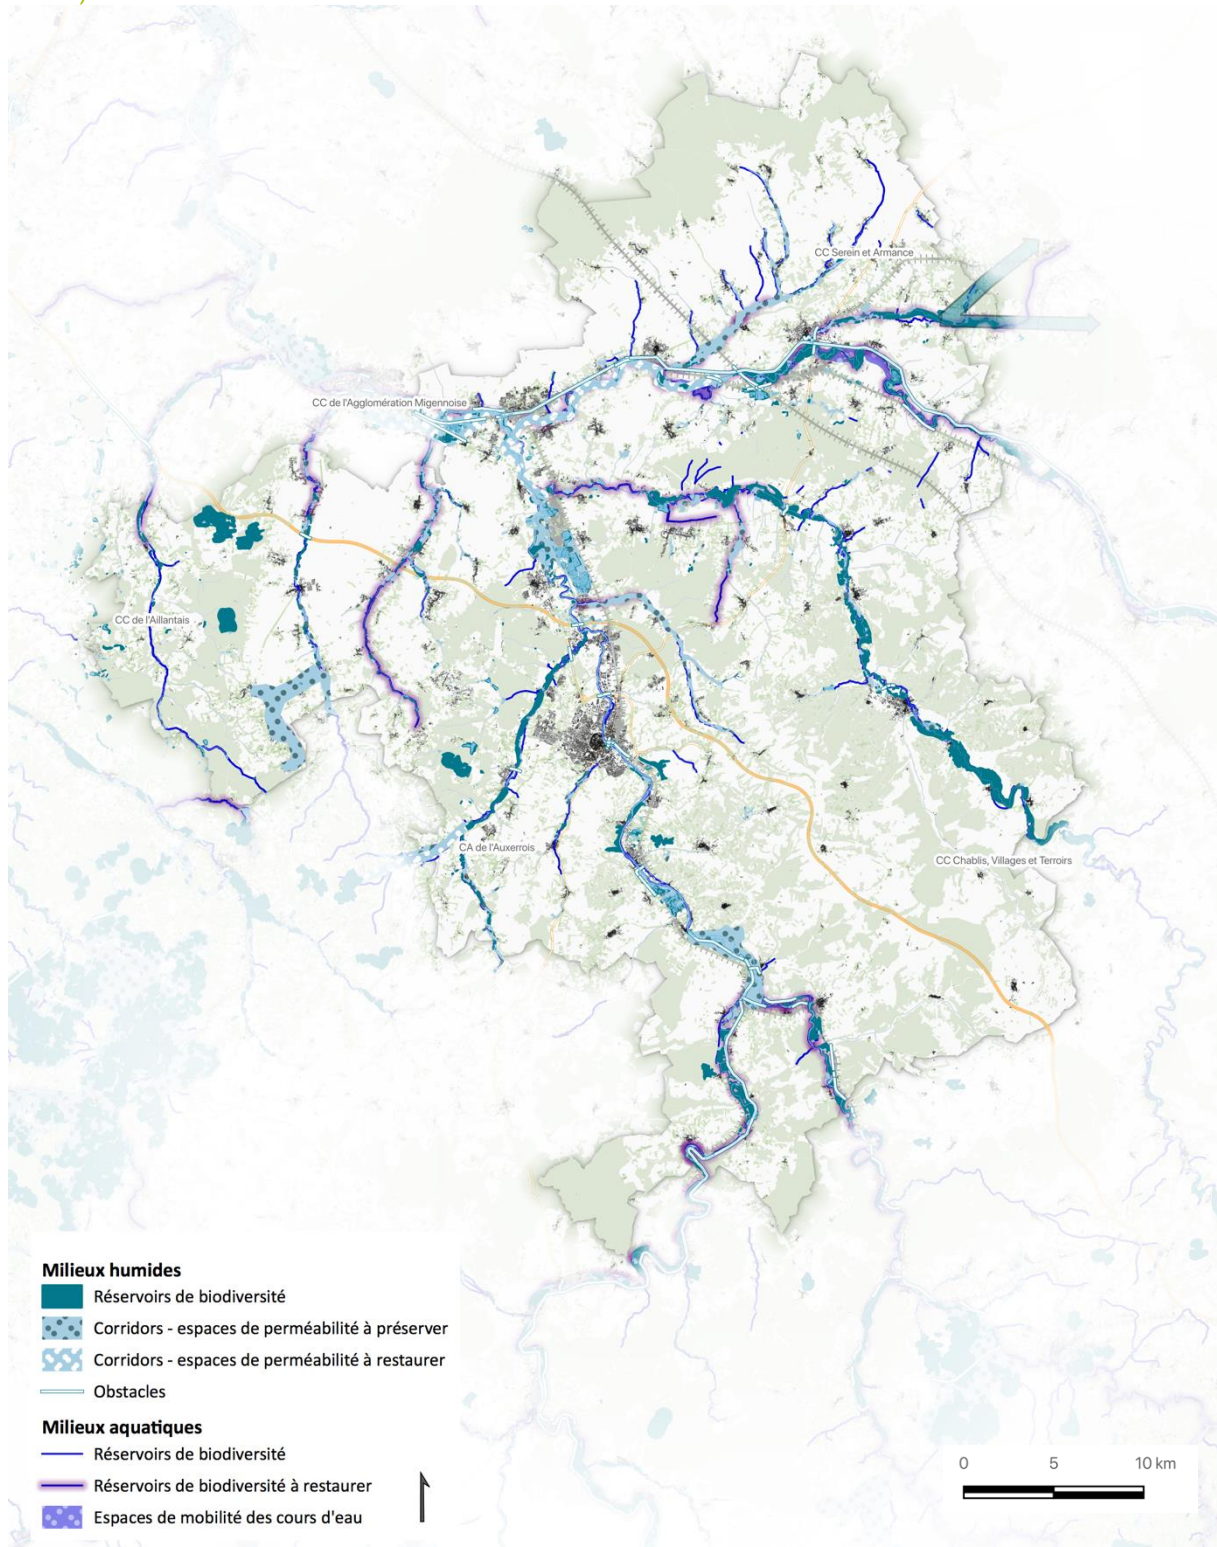 CC Serein et Armance
CC de l'Agglomération Migennoise
CC de l'Aillantais
CA de l'Auxerrois
CC Chablis, Villages et Terroirs
Milieux humides
Réservoirs de biodiversité
Corridors - espaces de perméabilité à préserver
Corridors - espaces de perméabilité à restaurer
Obstacles
Milieux aquatiques
Réservoirs de biodiversité
Réservoirs de biodiversité à restaurer
Espaces de mobilité des cours d'eau
0 5 10 km